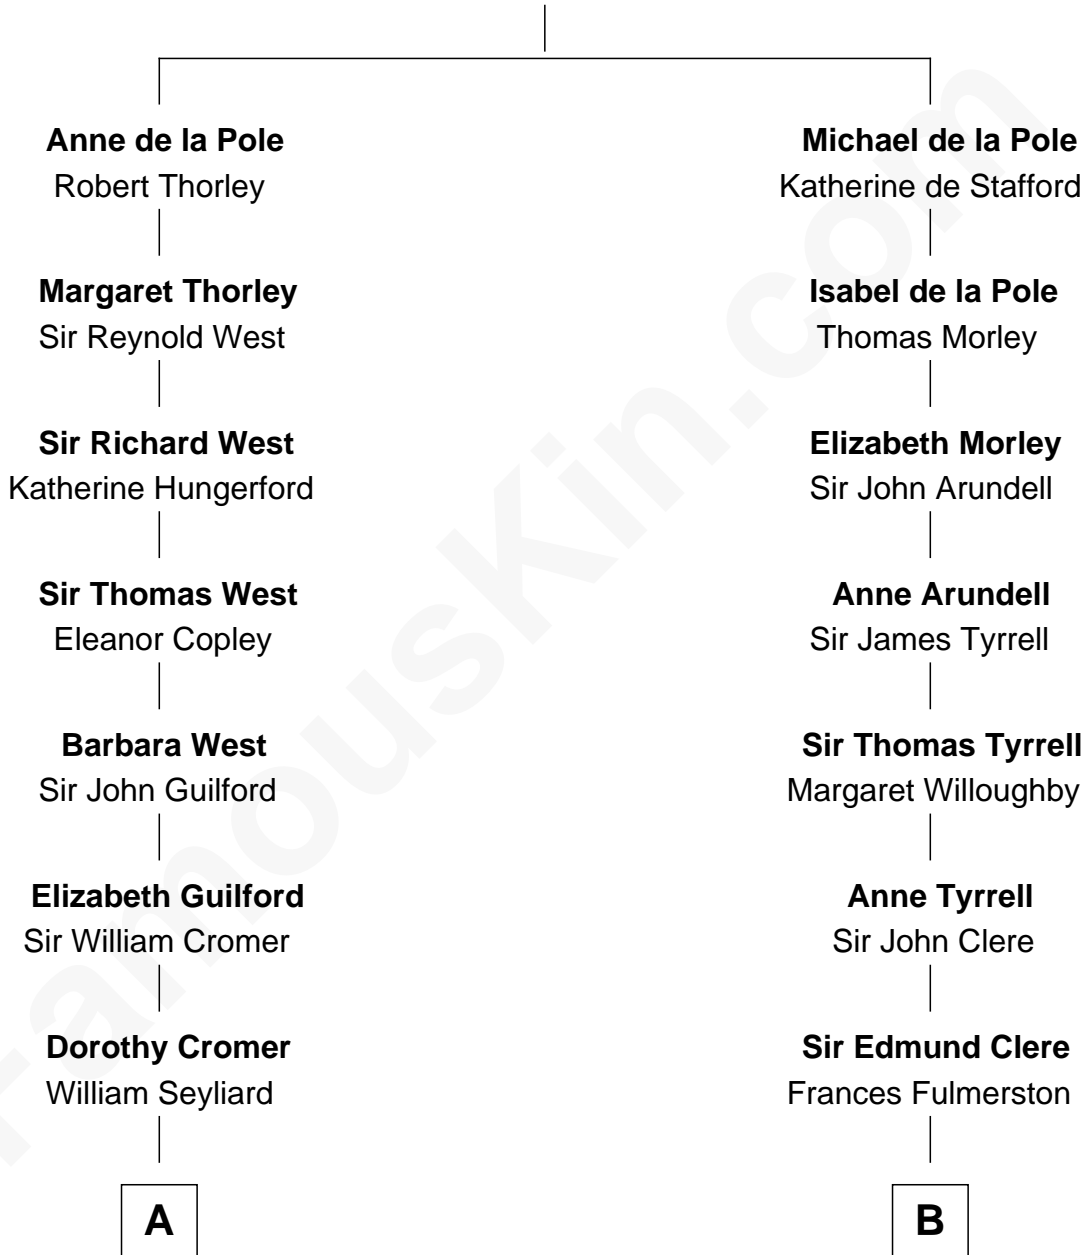 Anne de la Pole
Robert Thorley
Michael de la Pole
Katherine de Stafford
Margaret Thorley
Sir Reynold West
Isabel de la Pole
Thomas Morley
Sir Richard West
Katherine Hungerford
Elizabeth Morley
Sir John Arundell
Sir Thomas West
Eleanor Copley
Anne Arundell
Sir James Tyrrell
Barbara West
Sir John Guilford
Sir Thomas Tyrrell
Margaret Willoughby
Elizabeth Guilford
Sir William Cromer
Anne Tyrrell
Sir John Clere
Dorothy Cromer
William Seyliard
Sir Edmund Clere
Frances Fulmerston
A
B
FamousKin.com